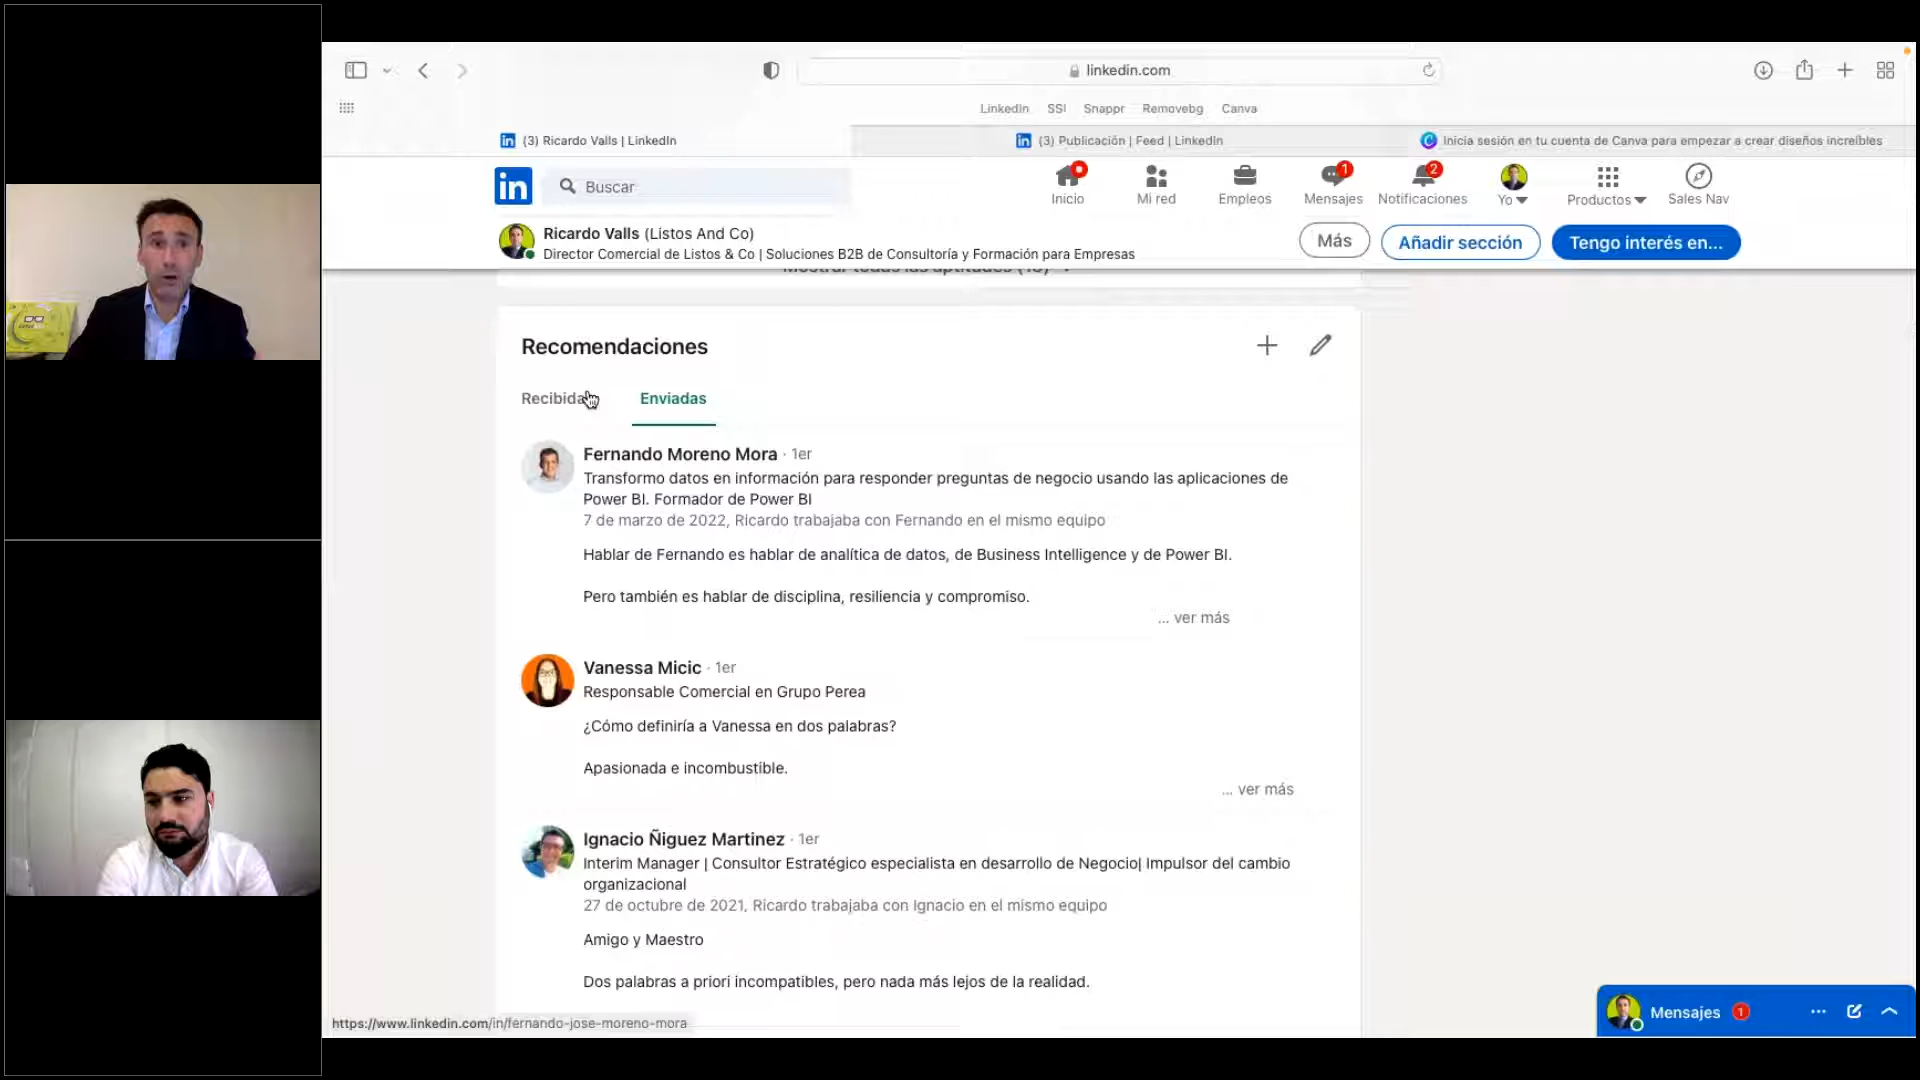 linkedin.com
LinkedIn SSI Snappr Removebg Canva
(3) Ricardo Valls | LinkedIn
(3) Publicación | Feed | LinkedIn
Inicia sesión en tu cuenta de Canva para empezar a crear diseños increíbles
in
Buscar
Inicio
Mi red
Empleos
1
Mensajes
2
Notificaciones
Yo
Productos
Sales Nav
Ricardo Valls (Listos And Co)
Director Comercial de Listos & Co | Soluciones B2B de Consultoría y Formación para Empresas
Más
Añadir sección
Tengo interés en...
Mostrar todas las aptitudes
Recomendaciones
Recibida
Enviadas
Fernando Moreno Mora · 1er
Transformo datos en información para responder preguntas de negocio usando las aplicaciones de
Power BI. Formador de Power BI
7 de marzo de 2022, Ricardo trabajaba con Fernando en el mismo equipo
Hablar de Fernando es hablar de analítica de datos, de Business Intelligence y de Power BI.
Pero también es hablar de disciplina, resiliencia y compromiso.
... ver más
Vanessa Micic · 1er
Responsable Comercial en Grupo Perea
¿Cómo definiría a Vanessa en dos palabras?
Apasionada e incombustible.
... ver más
Ignacio Ñiguez Martinez · 1er
Interim Manager | Consultor Estratégico especialista en desarrollo de Negocio| Impulsor del cambio
organizacional
27 de octubre de 2021, Ricardo trabajaba con Ignacio en el mismo equipo
Amigo y Maestro
Dos palabras a priori incompatibles, pero nada más lejos de la realidad.
https://www.linkedin.com/in/fernando-jose-moreno-mora
Mensajes 1